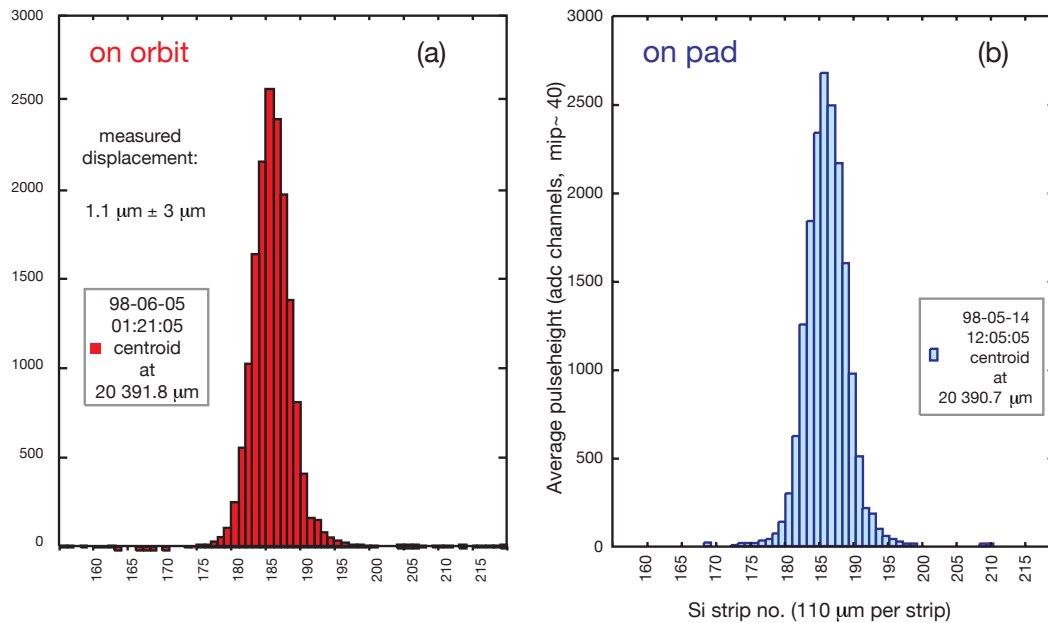 on orbit
(a)
measured
displacement:
1.1 µm ± 3 µm
98-06-05
01:21:05
centroid
at
20 391.8 µm
3000
2500
2000
1500
1000
500
0
160 165 170 175 180 185 190 195 200 205 210 215
on pad
(b)
Average pulseheight (adc channels, mip~ 40)
98-05-14
12:05:05
centroid
at
20 390.7 µm
3000
2500
2000
1500
1000
500
0
160 165 170 175 180 185 190 195 200 205 210 215
Si strip no. (110 µm per strip)